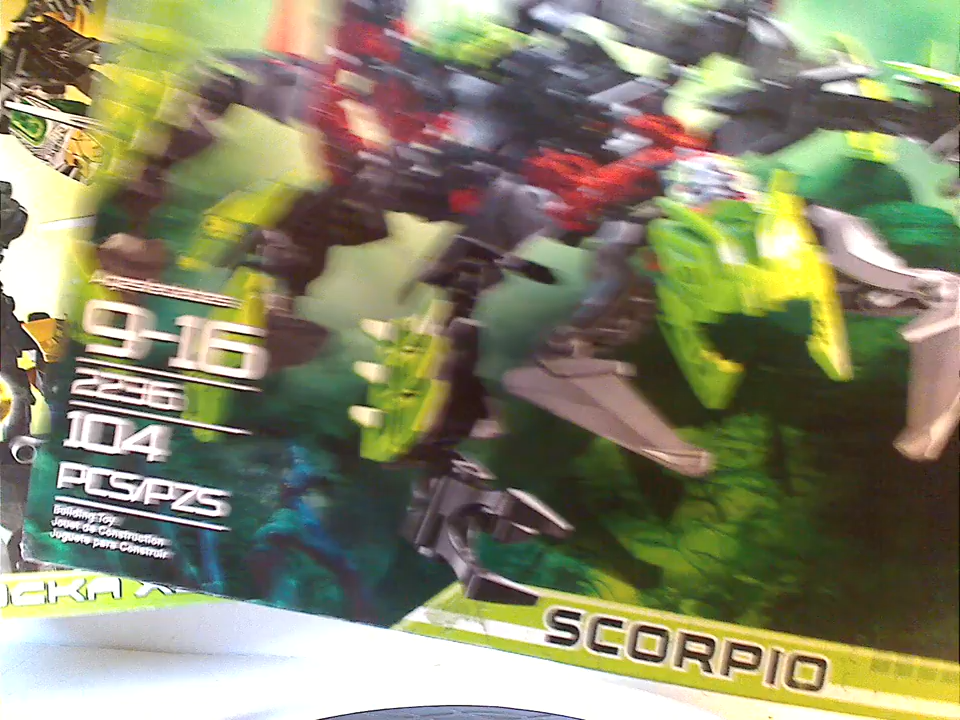 9-16
2236
104
PCS/PZS
Building Toy
Jouet de Construction
Juguete para Construir
SCORPIO